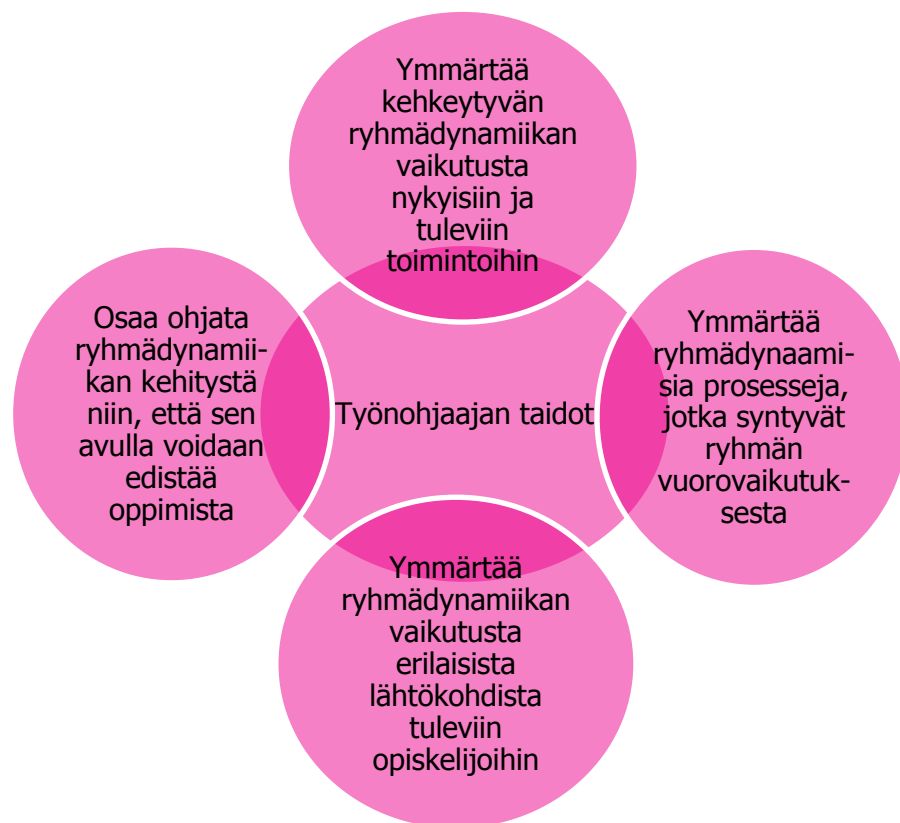 Ymmärtää
kehkeytyvän
ryhmädynamiikan
vaikutusta
nykyisiin ja
tuleviin
toimintoihin
Osaa ohjata
ryhmädynamii-
kan kehitystä
niin, että sen
avulla voidaan
edistää
oppimista
Työnohjaajan taidot
Ymmärtää
ryhmädynaami-
sia prosesseja,
jotka syntyvät
ryhmän
vuorovaikutuk-
sesta
Ymmärtää
ryhmädynamiikan
vaikutusta
erilaisista
lähtökohdista
tuleviin
opiskelijoihin